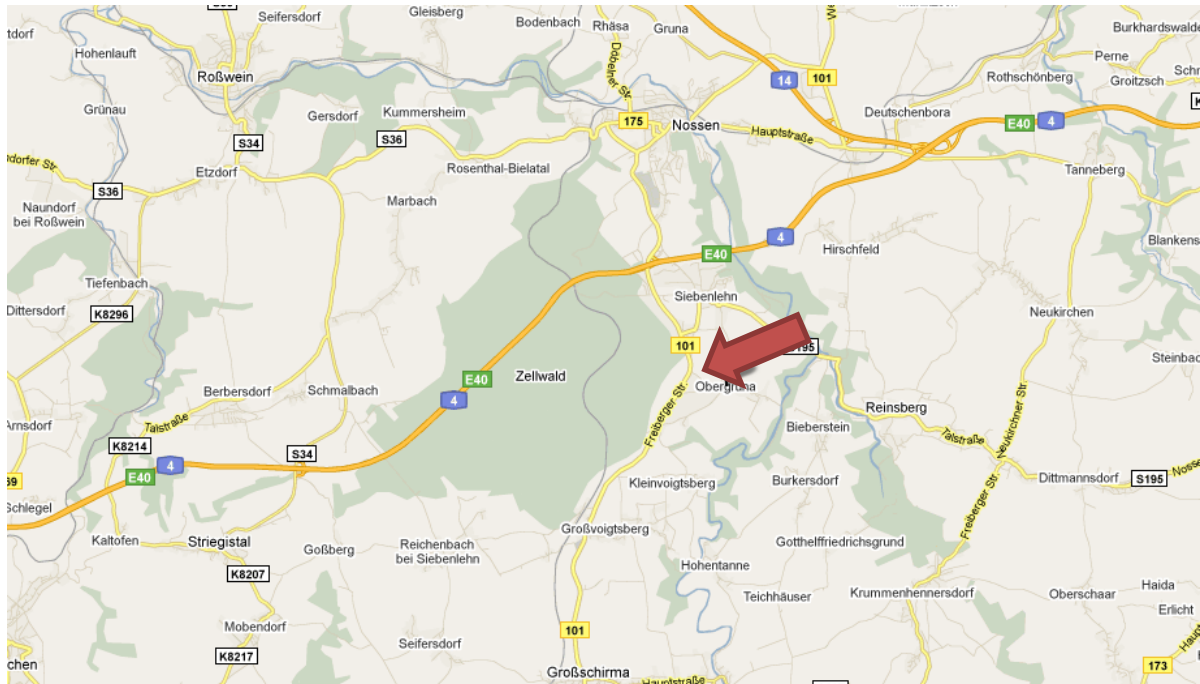 Seifersdorf
Gleisberg
Bodenbach
Rhäsa
Gruna
Burkhardswalde
Hohenlauft
Döbelner Str.
Perne
Roßwein
14
101
Rothschönberg
Groitzsch
Grünau
Gersdorf
Kummersheim
175
Nossen
Hauptstraße
Deutschenbora
E40
4
S34
S36
Rosenthal-Bielatal
Etzdorf
Tanneberg
S36
Marbach
Naundorf
bei Roßwein
4
Hirschfeld
E40
Tiefenbach
Siebenlehn
Dittersdorf
K8296
Neukirchen
101
Zellwald
E40
4
Obergruna
Berbersdorf
Schmalbach
Freiberger Str.
Reinsberg
Neukirchner Str
Talstraße
Bieberstein
Talstraße
K8214
S34
4
E40
Kleinvoigtsberg
Burkersdorf
Dittmannsdorf
S195
Freiberger Str.
Schlegel
Großvoigtsberg
Kaltofen
Striegistal
Goßberg
Reichenbach
bei Siebenlehn
Gotthelffriedrichsgrund
K8207
Hohentanne
Teichhäuser
Krummenhennersdorf
Oberschaar
Haida
Erlicht
Mobendorf
101
Seifersdorf
K8217
Großschirma
Hauptstraße
173